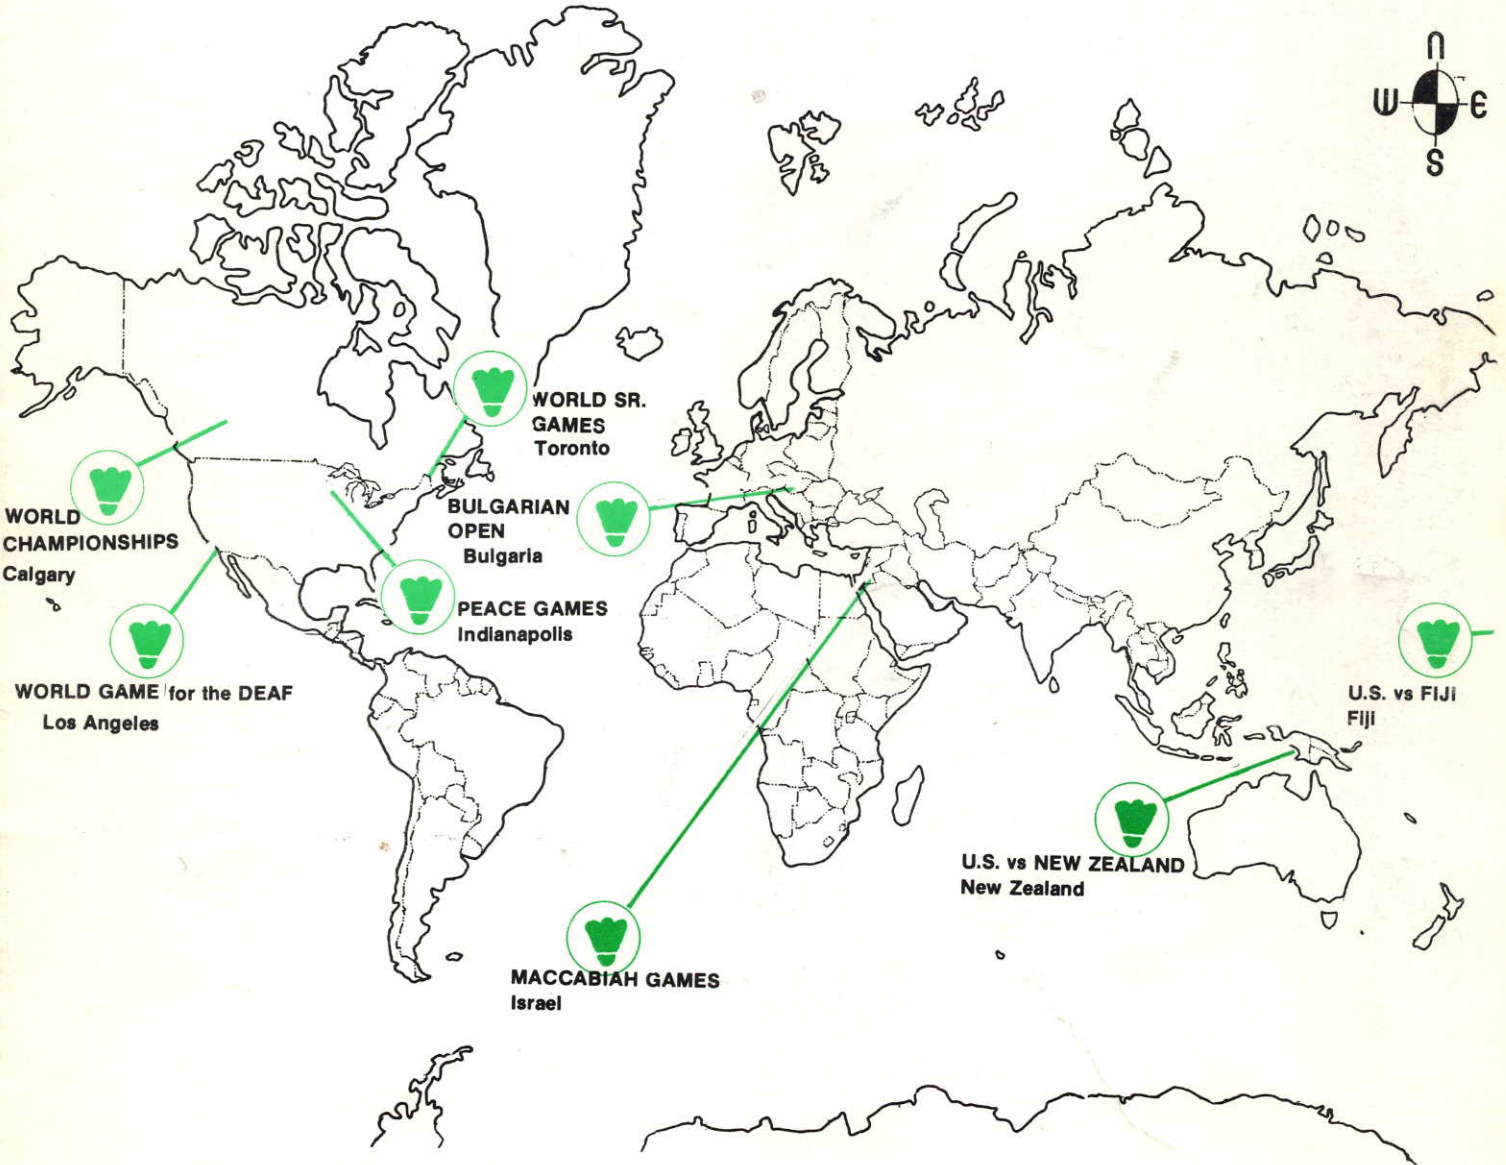 N
W E
S
WORLD SR.
GAMES
Toronto
WORLD
CHAMPIONSHIPS
Calgary
BULGARIAN
OPEN
Bulgaria
PEACE GAMES
Indianapolis
WORLD GAME for the DEAF
Los Angeles
U.S. vs FIJI
Fiji
U.S. vs NEW ZEALAND
New Zealand
MACCABIAH GAMES
Israel